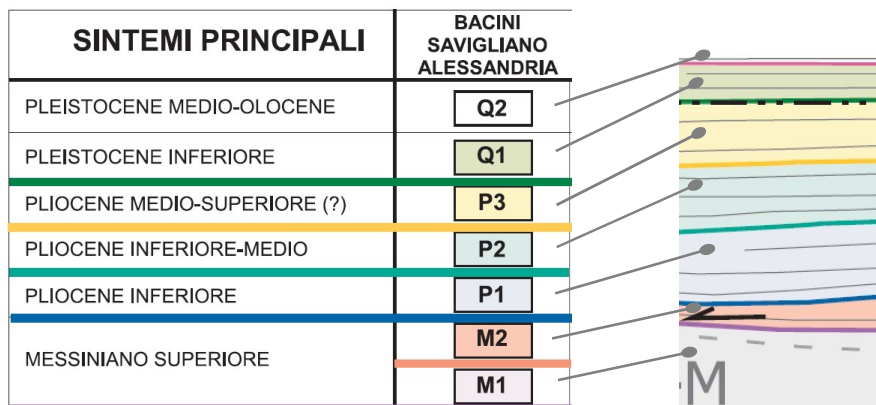 SINTEMI PRINCIPALI
BACINI
SAVIGLIANO
ALESSANDRIA
PLEISTOCENE MEDIO-OLOCENE
Q2
PLEISTOCENE INFERIORE
Q1
PLIOCENE MEDIO-SUPERIORE (?)
P3
PLIOCENE INFERIORE-MEDIO
P2
PLIOCENE INFERIORE
P1
MESSINIANO SUPERIORE
M2
M1
-M